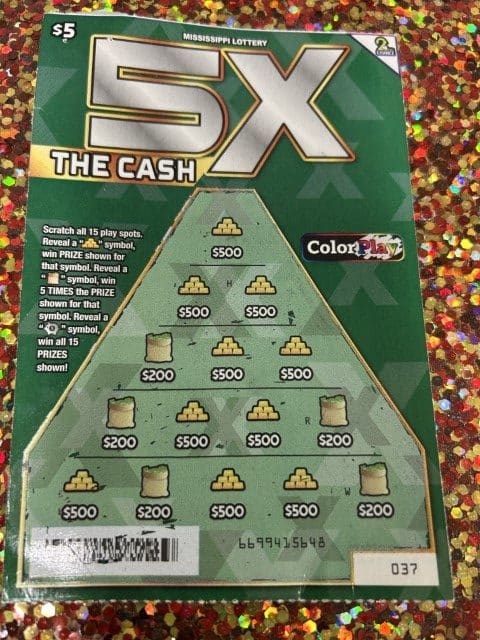 $5
MISSISSIPPI LOTTERY
2nd CHANCE
5X
THE CASH
Scratch all 15 play spots.
Reveal a " " symbol,
win PRIZE shown for
that symbol. Reveal a
" " symbol, win
5 TIMES the PRIZE
shown for that
symbol. Reveal a
" " symbol,
win all 15
PRIZES
shown!
ColorPlay
$500
H
$500 $500
$200 $500 $500
R
$200 $500 $500 $200
W
$500 $200 $500 $500 $200
6699415648
037